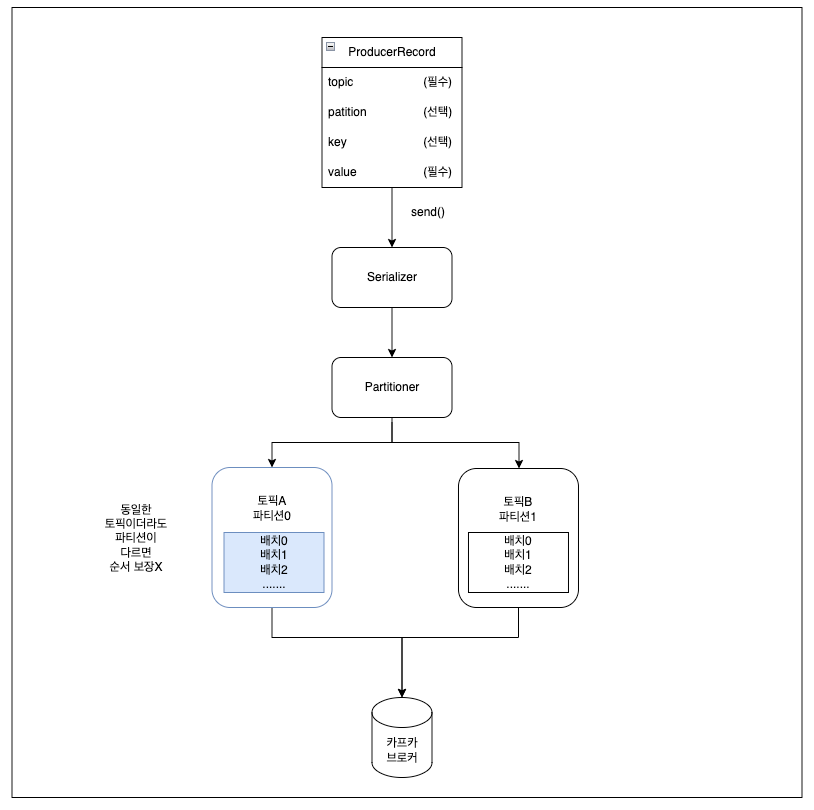 ProducerRecord
topic (필수)
patition (선택)
key (선택)
value (필수)
send()
Serializer
Partitioner
토픽A
파티션0
배치0
배치1
배치2
.......
토픽B
파티션1
배치0
배치1
배치2
.......
동일한
토픽이더라도
파티션이
다르면
순서 보장X
카프카
브로커